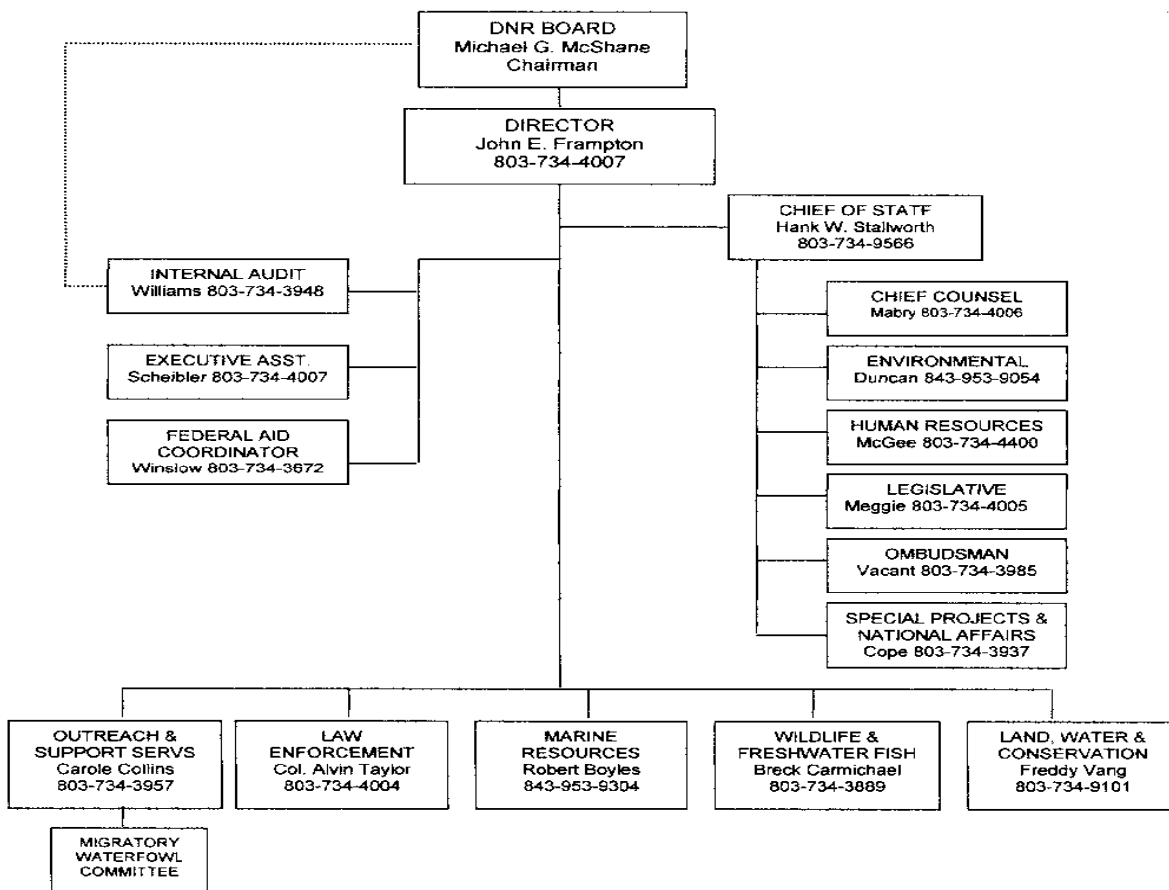 DNR BOARD
Michael G. McShane
Chairman
DIRECTOR
John E. Frampton
803-734-4007
CHIEF OF STAFF
Hank W. Stallworth
803-734-9566
INTERNAL AUDIT
Williams 803-734-3948
EXECUTIVE ASST.
Scheibler 803-734-4007
FEDERAL AID
COORDINATOR
Winslow 803-734-3672
CHIEF COUNSEL
Mabry 803-734-4006
ENVIRONMENTAL
Duncan 843-953-9054
HUMAN RESOURCES
McGee 803-734-4400
LEGISLATIVE
Meggie 803-734-4005
OMBUDSMAN
Vacant 803-734-3985
SPECIAL PROJECTS &
NATIONAL AFFAIRS
Cope 803-734-3937
OUTREACH &
SUPPORT SERVS
Carole Collins
803-734-3957
LAW
ENFORCEMENT
Col. Alvin Taylor
803-734-4004
MARINE
RESOURCES
Robert Boyles
843-953-9304
WILDLIFE &
FRESHWATER FISH
Breck Carmichael
803-734-3889
LAND, WATER &
CONSERVATION
Freddy Vang
803-734-9101
MIGRATORY
WATERFOWL
COMMITTEE